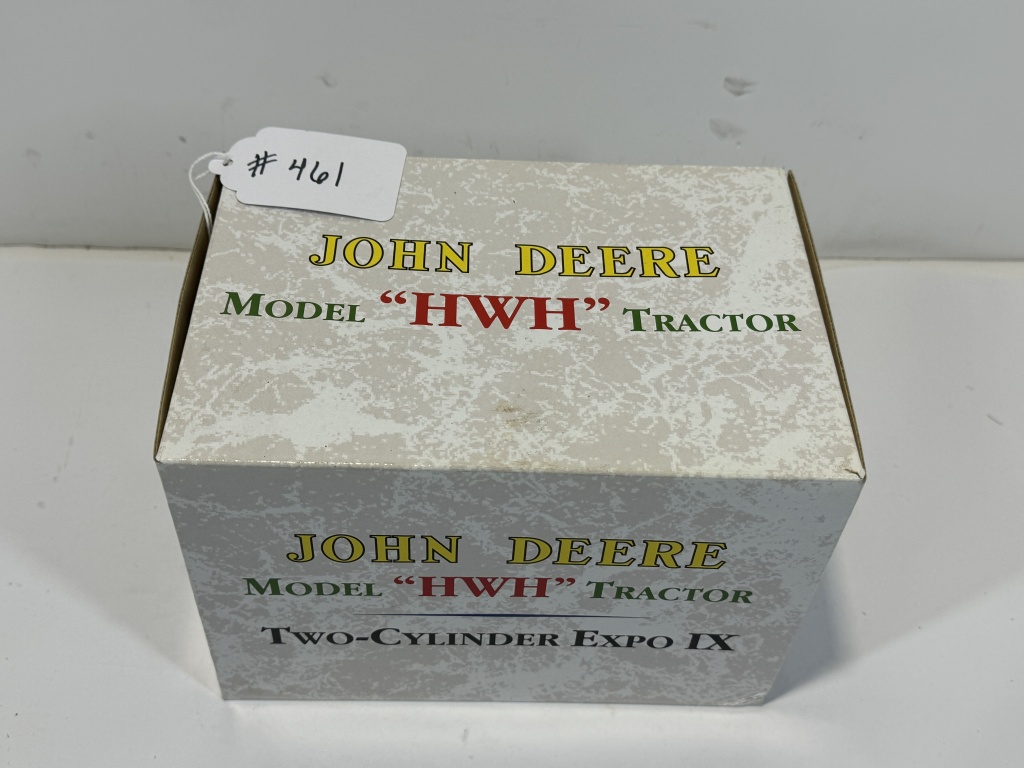 # 461
JOHN DEERE
MODEL “HWH” TRACTOR
JOHN DEERE
MODEL “HWH” TRACTOR
TWO-CYLINDER EXPO IX